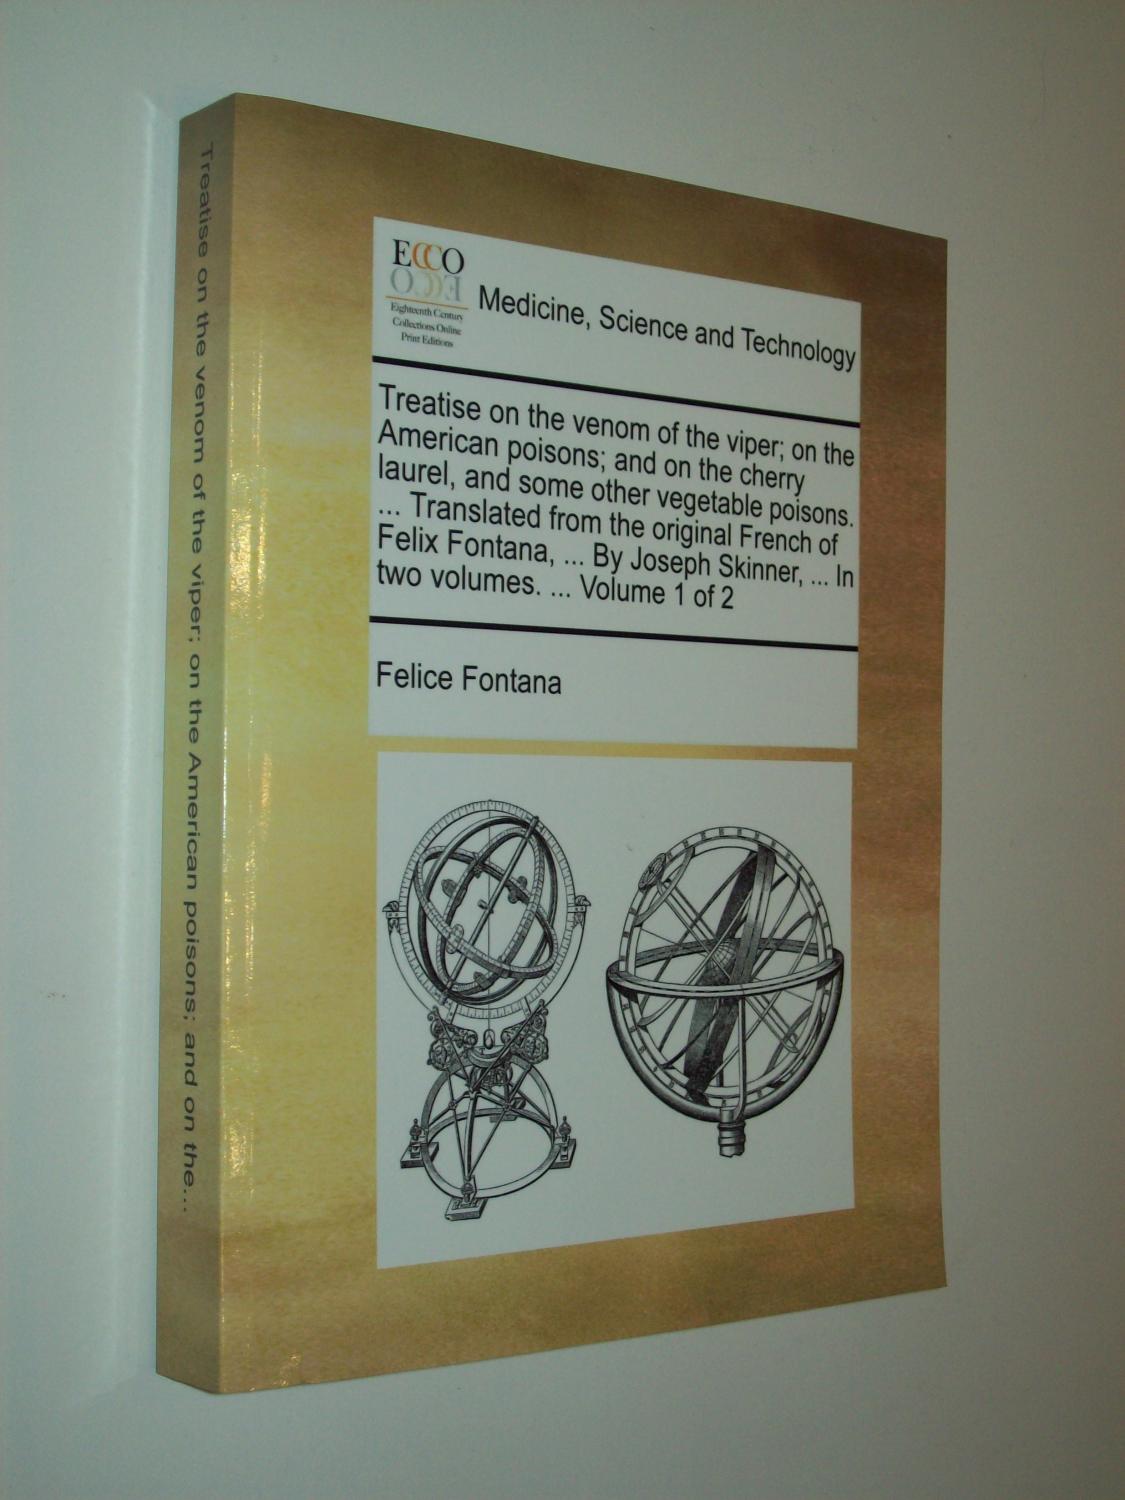 Treatise on the venom of the viper; on the American poisons; and on the...
ECCO
Eighteenth Century
Collections Online
Print Editions
Medicine, Science and Technology
Treatise on the venom of the viper; on the
American poisons; and on the cherry
laurel, and some other vegetable poisons.
... Translated from the original French of
Felix Fontana, ... By Joseph Skinner, ... In
two volumes. ... Volume 1 of 2
Felice Fontana